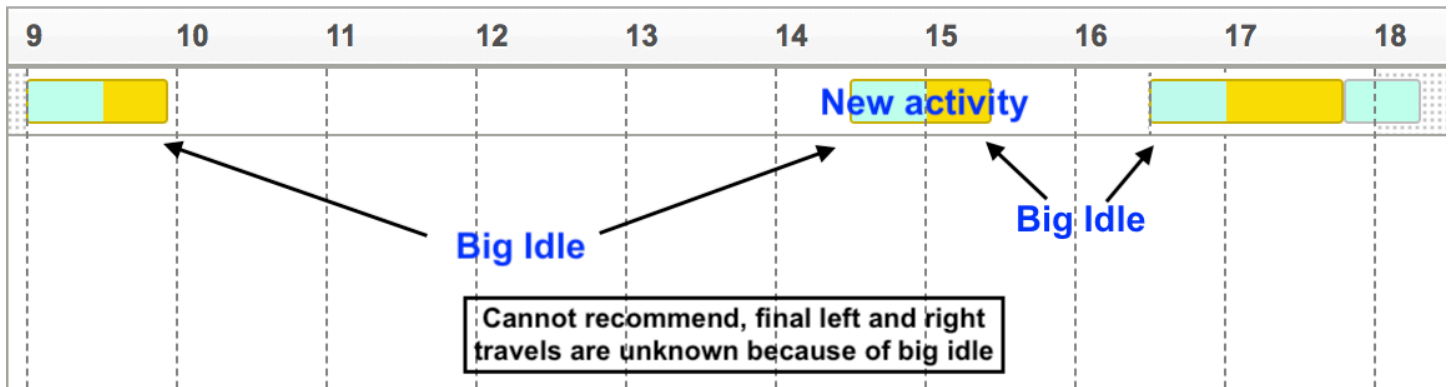 9 10 11 12 13 14 15 16 17 18
New activity
Big Idle
Big Idle
Cannot recommend, final left and right
travels are unknown because of big idle